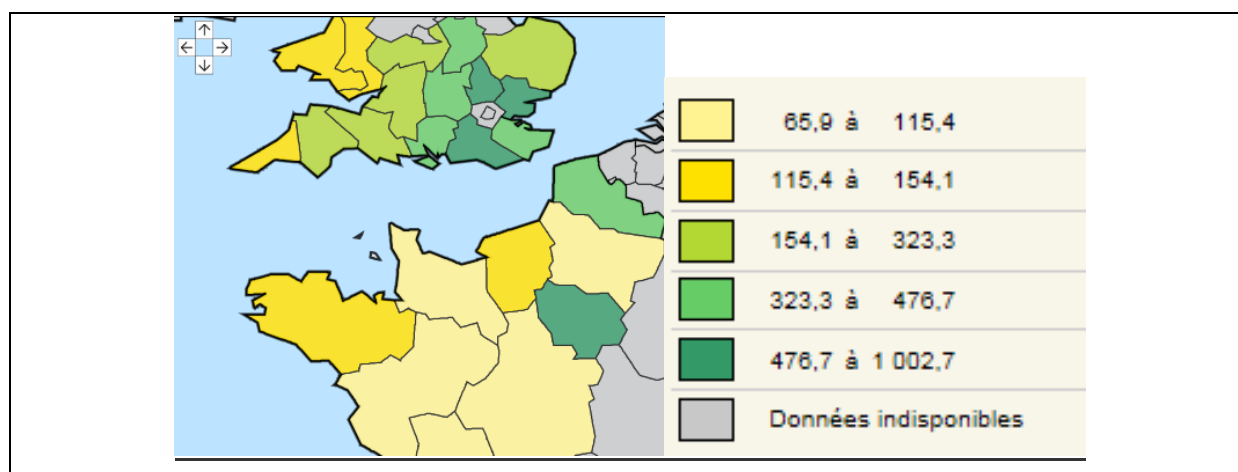 65,9 à 115,4
115,4 à 154,1
154,1 à 323,3
323,3 à 476,7
476,7 à 1 002,7
Données indisponibles